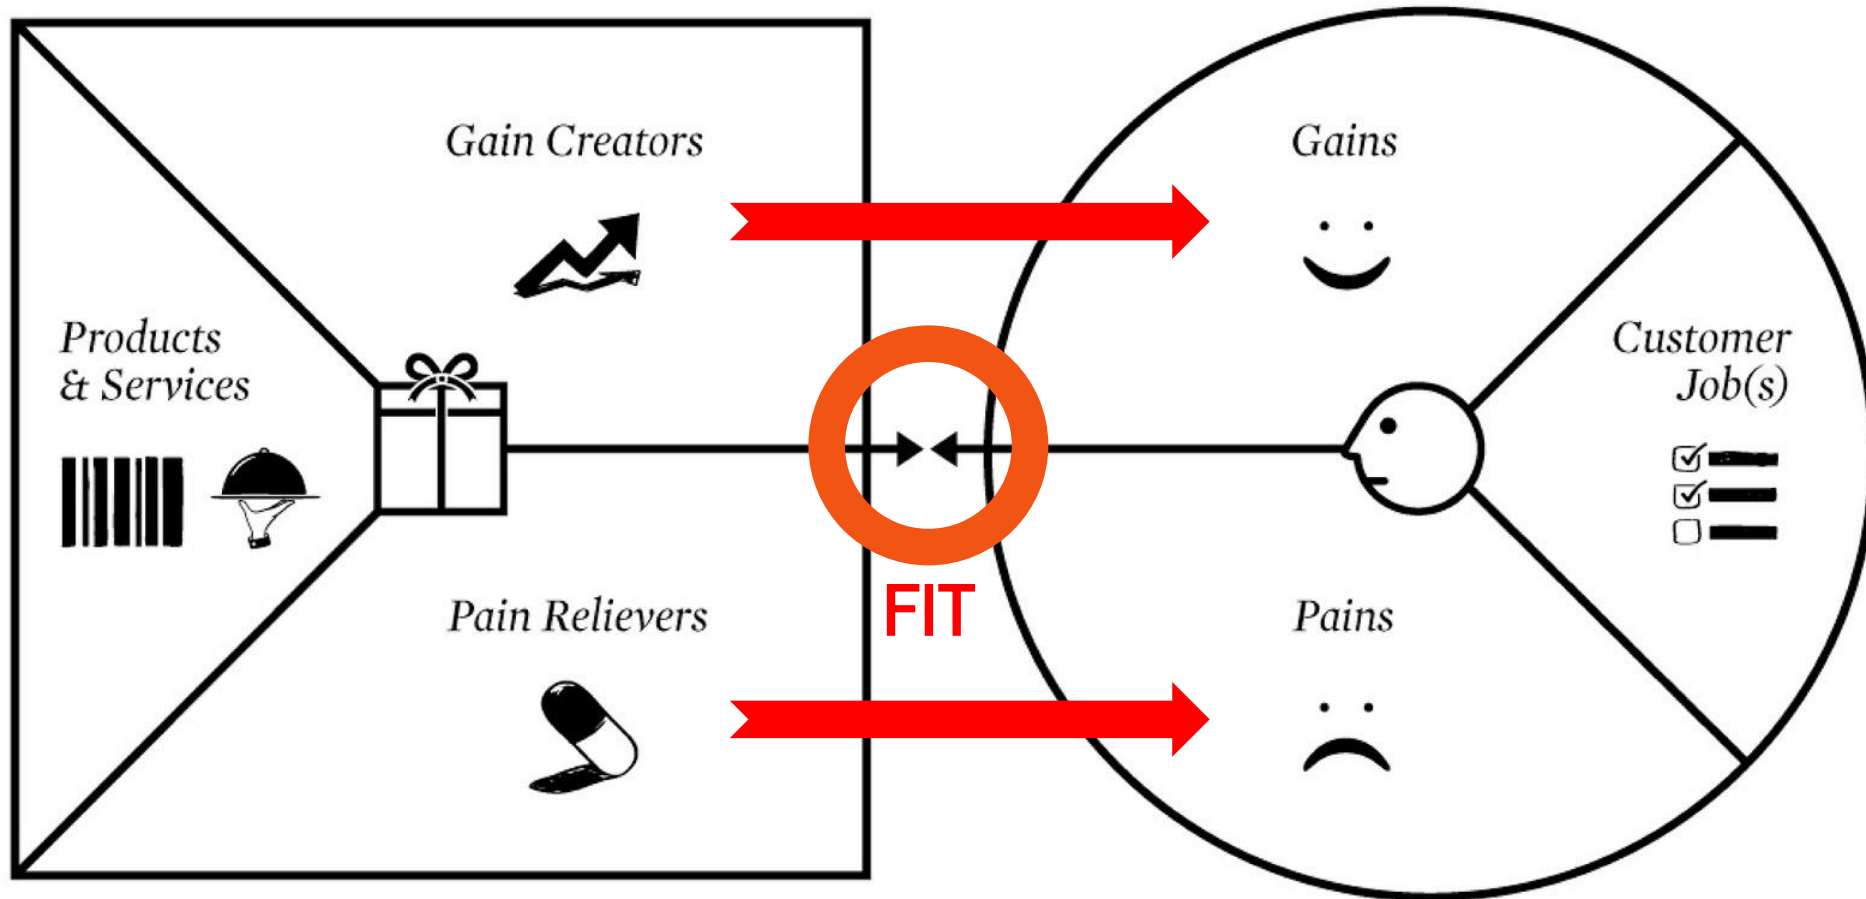 Gain Creators
Products
& Services
Pain Relievers
FIT
Gains
Customer
Job(s)
Pains